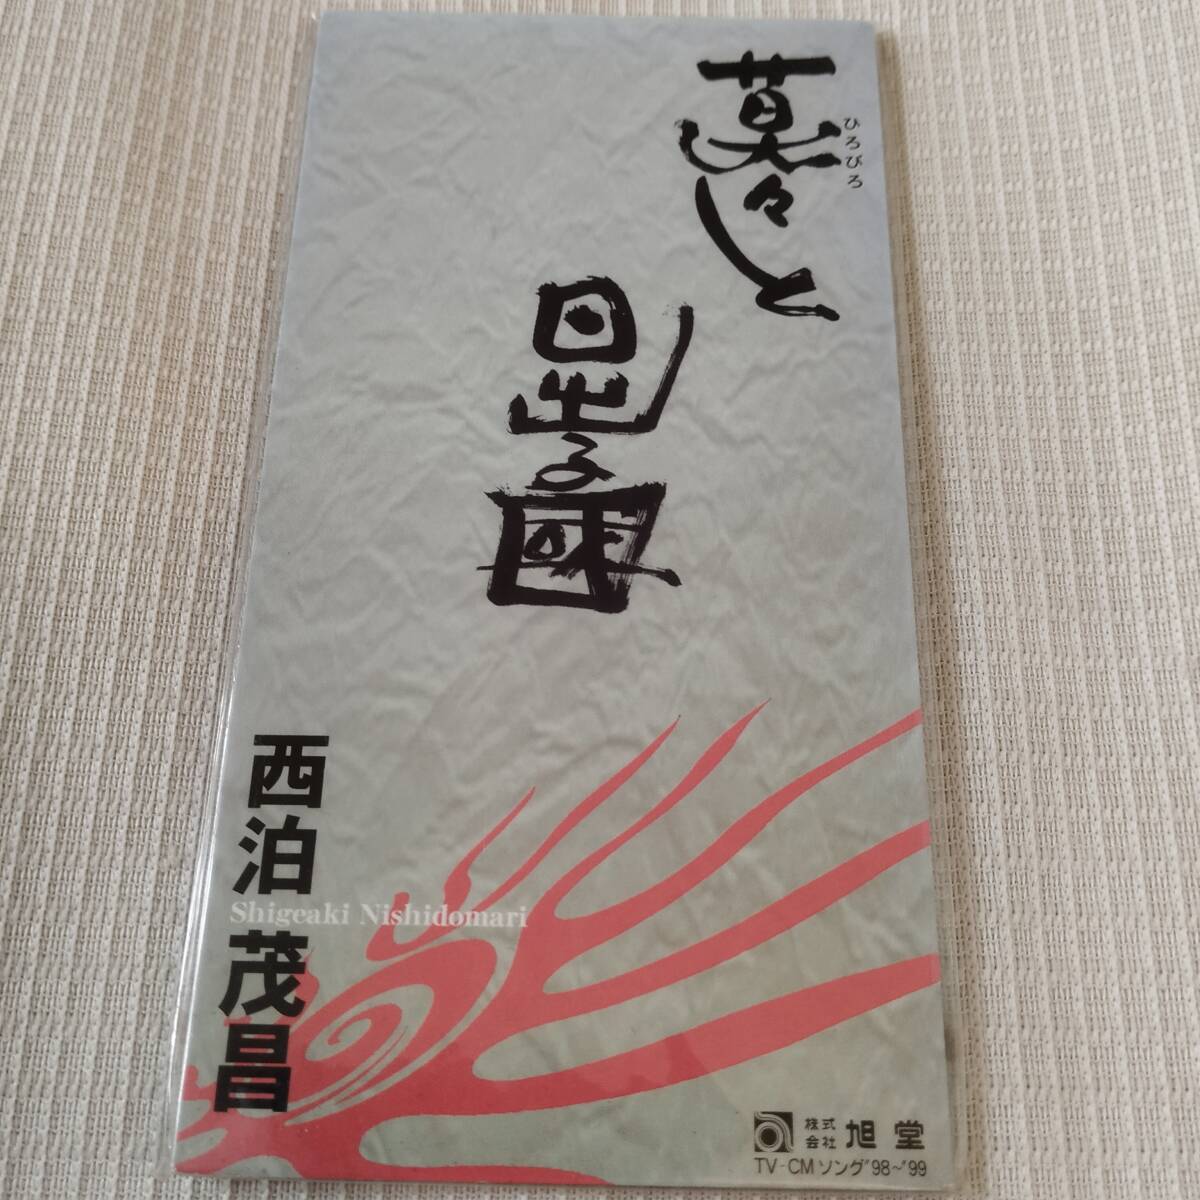 莫々と
ひろびろ
日出る國
西泊茂昌
Shigeaki Nishidomari
株式会社 旭堂
TV-CMソング"98~"99